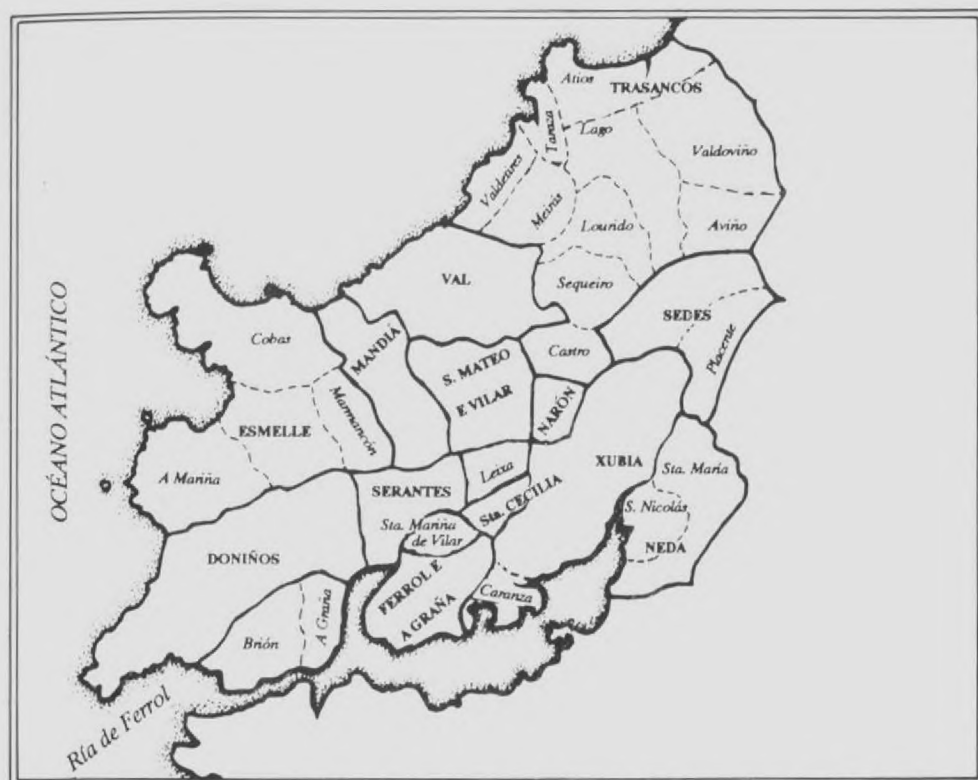 Atios
TRASANCOS
Taraza
Lago
Valdoviño
Valdetires
Meirás
Lourido
Aviño
VAL
Sequeiro
SEDES
Placente
OCÉANO ATLÁNTICO
Cobas
MANDIÁ
S. MATEO
E VILAR
Castro
NARÓN
Marmancón
ESMELLE
A Mariña
Leixa
XUBIA
Sta. María
SERANTES
Sta. CECILIA
S. Nicolás
Sta. Mariña
de Vilar
NEDA
DONIÑOS
FERROL E
A GRAÑA
Caranza
A Graña
Brión
Ría de Ferrol